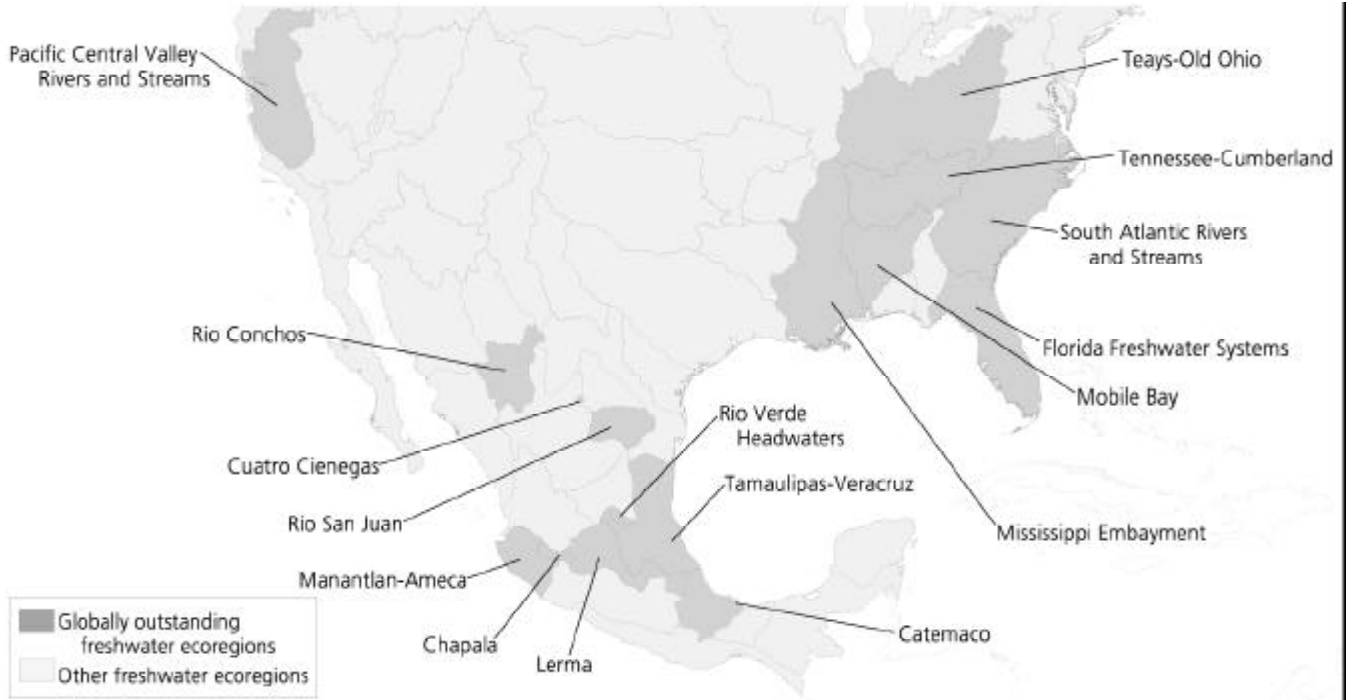 Pacific Central Valley
Rivers and Streams
Teays-Old Ohio
Tennessee-Cumberland
South Atlantic Rivers
and Streams
Rio Conchos
Florida Freshwater Systems
Mobile Bay
Rio Verde
Headwaters
Cuatro Cienegas
Tamaulipas-Veracruz
Rio San Juan
Mississippi Embayment
Manantlan-Ameca
Globally outstanding
freshwater ecoregions
Other freshwater ecoregions
Chapala
Lerma
Catemaco